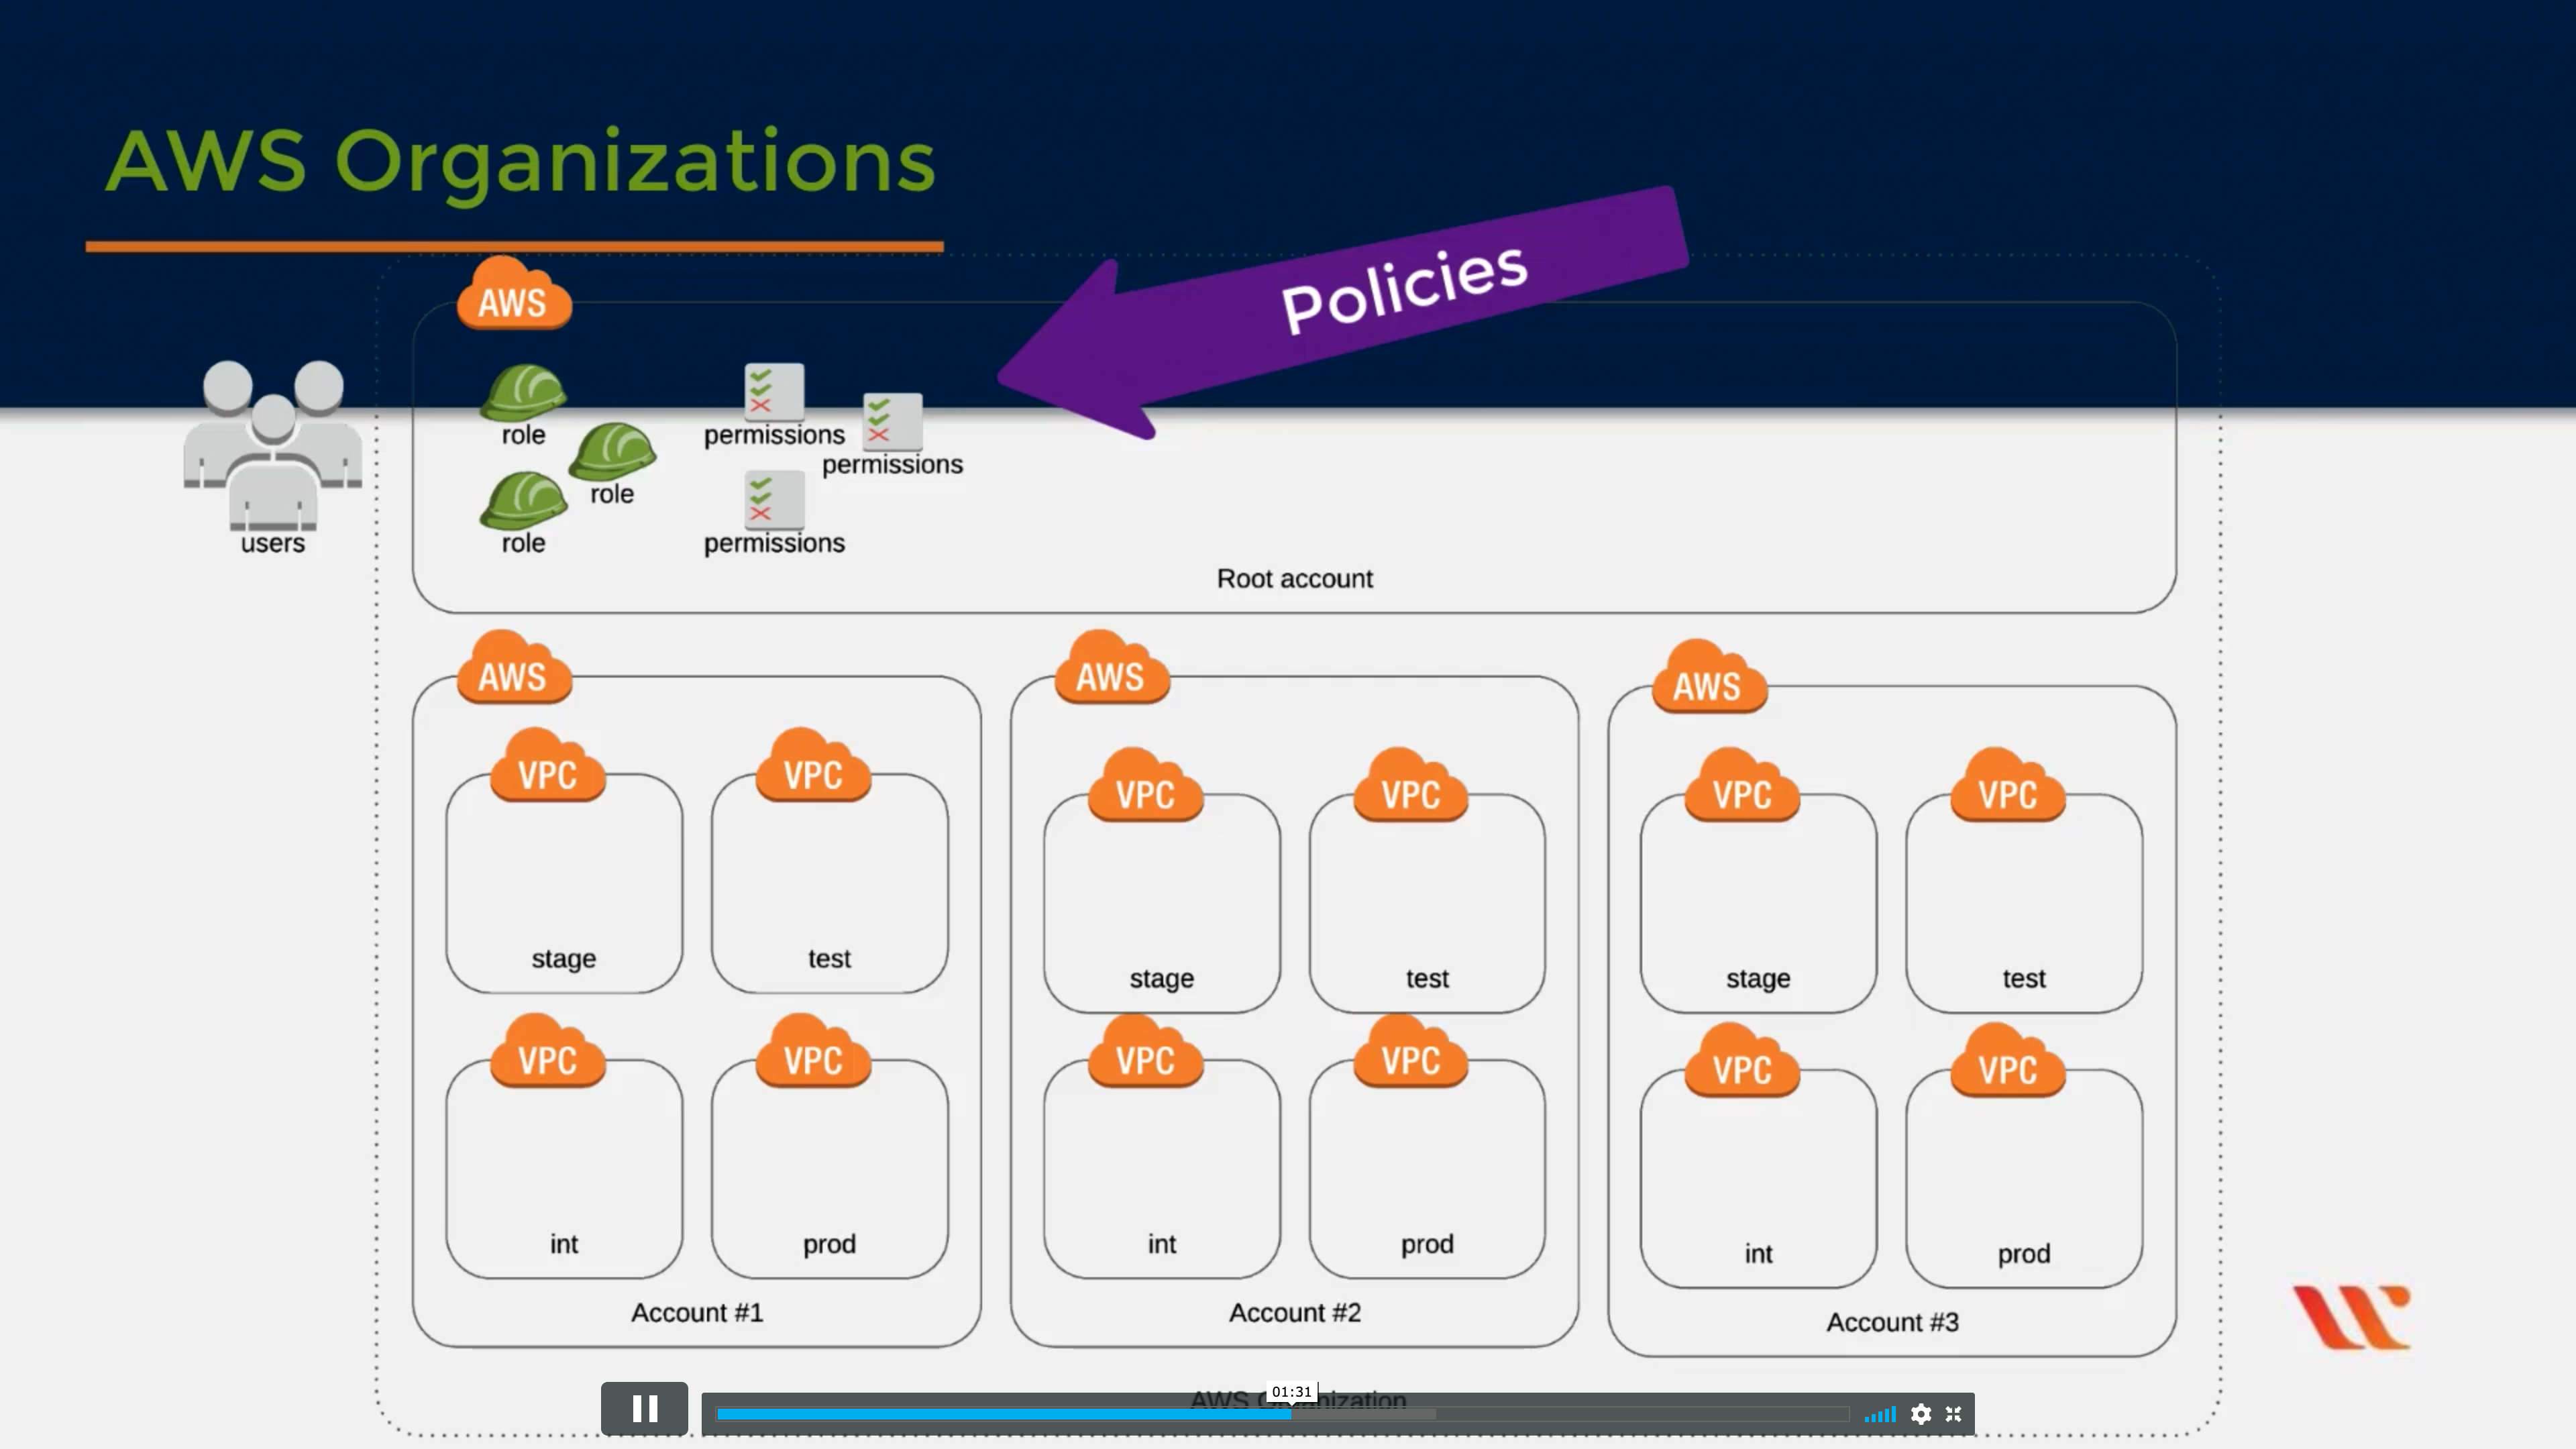 AWS Organizations
Policies
AWS
role
permissions
role
permissions
role
permissions
users
Root account
AWS
AWS
AWS
VPC
VPC
VPC
VPC
VPC
VPC
stage
test
stage
test
stage
test
VPC
VPC
VPC
VPC
VPC
VPC
int
prod
int
prod
int
prod
Account #1
Account #2
Account #3
AWS Organization
01:31